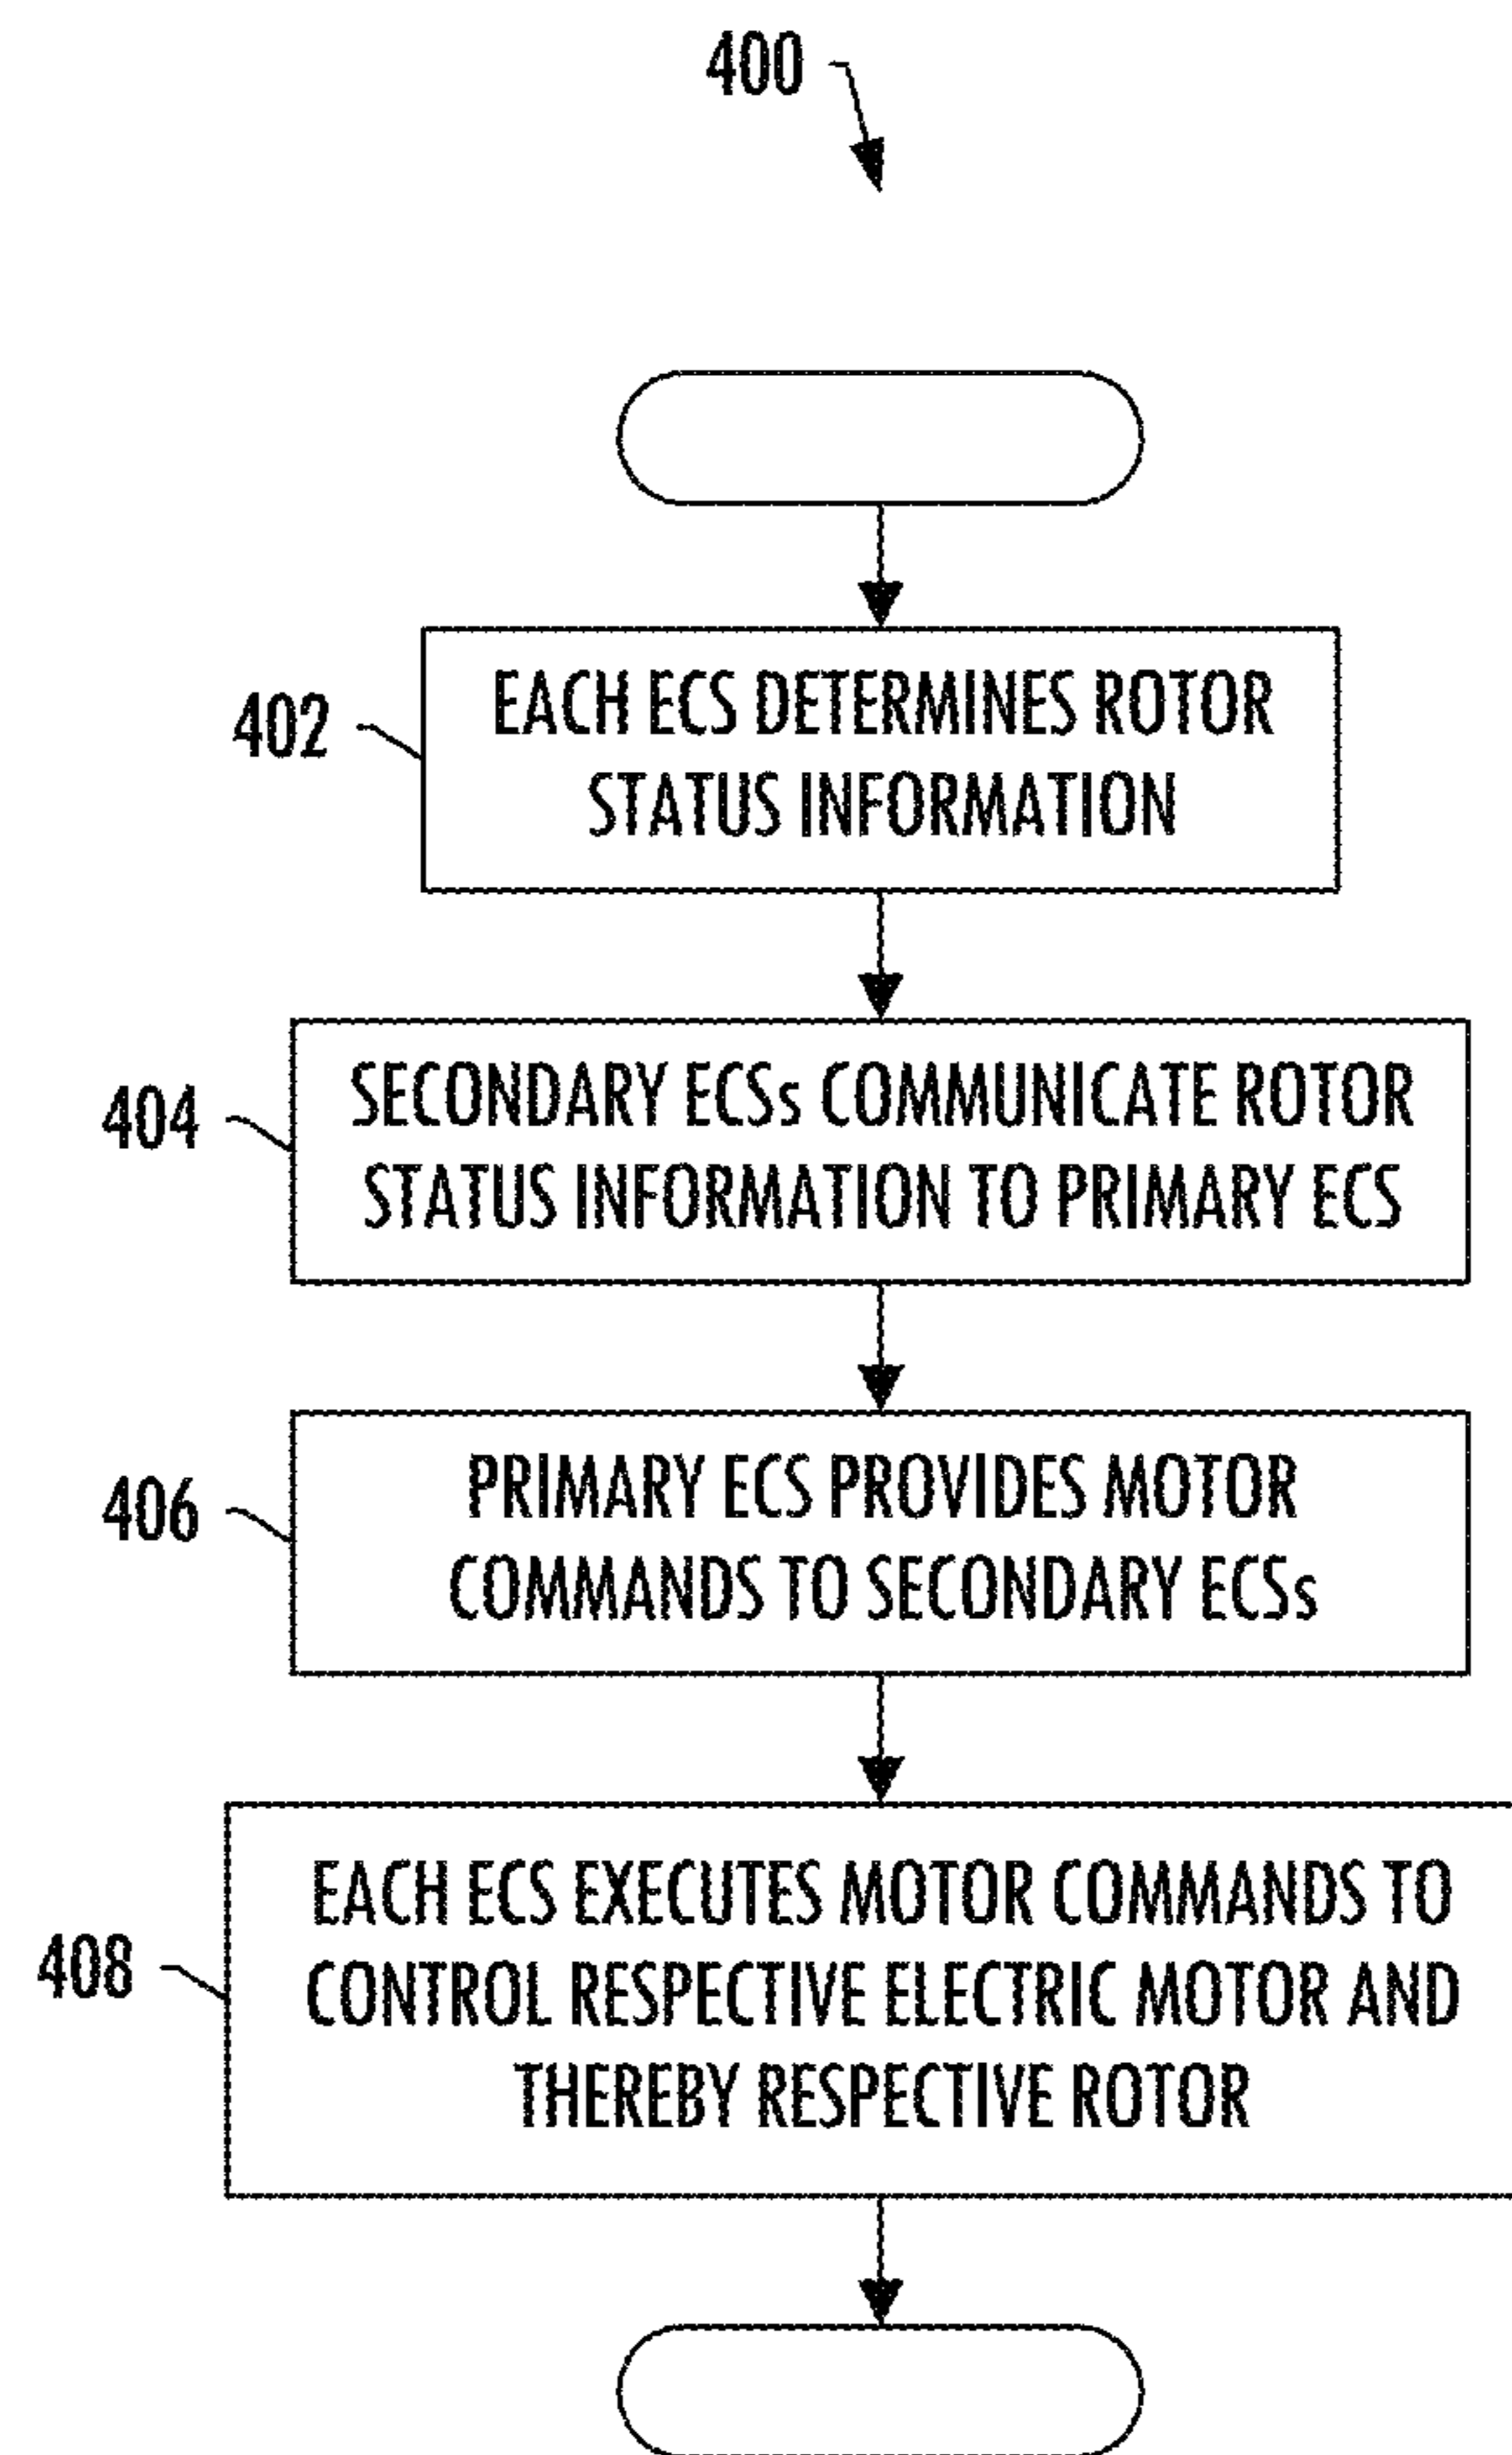 400
402
EACH ECS DETERMINES ROTOR
STATUS INFORMATION
404
SECONDARY ECSs COMMUNICATE ROTOR
STATUS INFORMATION TO PRIMARY ECS
406
PRIMARY ECS PROVIDES MOTOR
COMMANDS TO SECONDARY ECSs
408
EACH ECS EXECUTES MOTOR COMMANDS TO
CONTROL RESPECTIVE ELECTRIC MOTOR AND
THEREBY RESPECTIVE ROTOR